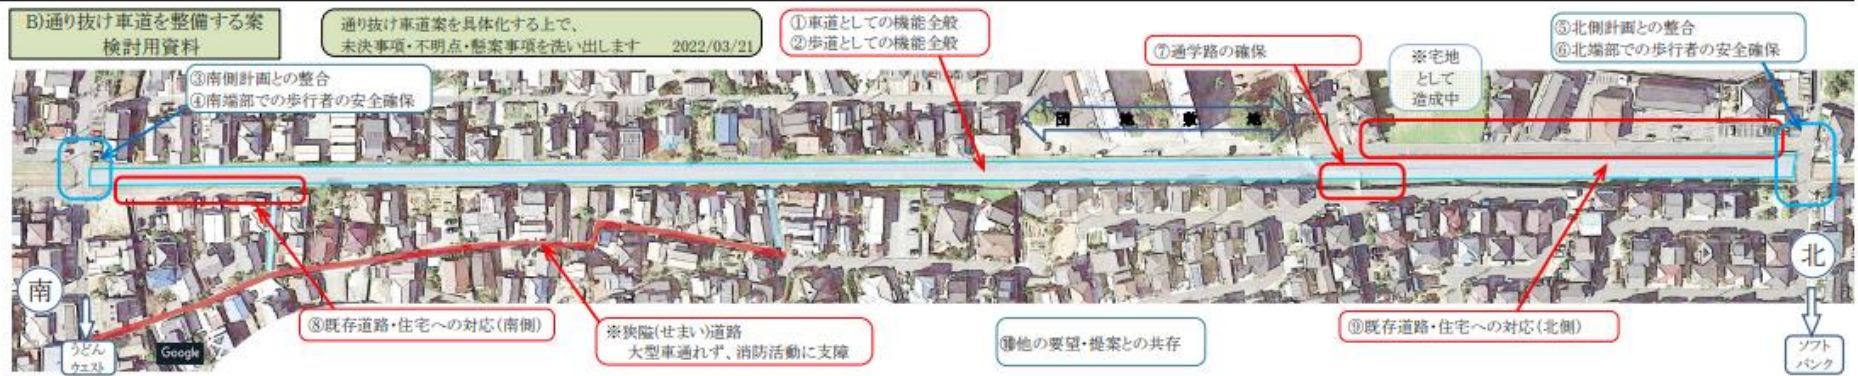 B)通り抜け車道を整備する案
検討用資料
通り抜け車道案を具体化する上で、
未決事項・不明点・懸案事項を洗い出します 2022/03/21
①車道としての機能全般
②歩道としての機能全般
⑤北側計画との整合
⑥北端部での歩行者の安全確保
⑦通学路の確保
※宅地
として
造成中
③南側計画との整合
④南端部での歩行者の安全確保
団地敷地
南
北
⑧既存道路・住宅への対応(南側)
※狭隘(せまい)道路
大型車通れず、消防活動に支障
⑩他の要望・提案との共存
⑨既存道路・住宅への対応(北側)
うどん
ウエスト
Google
ソフト
バンク